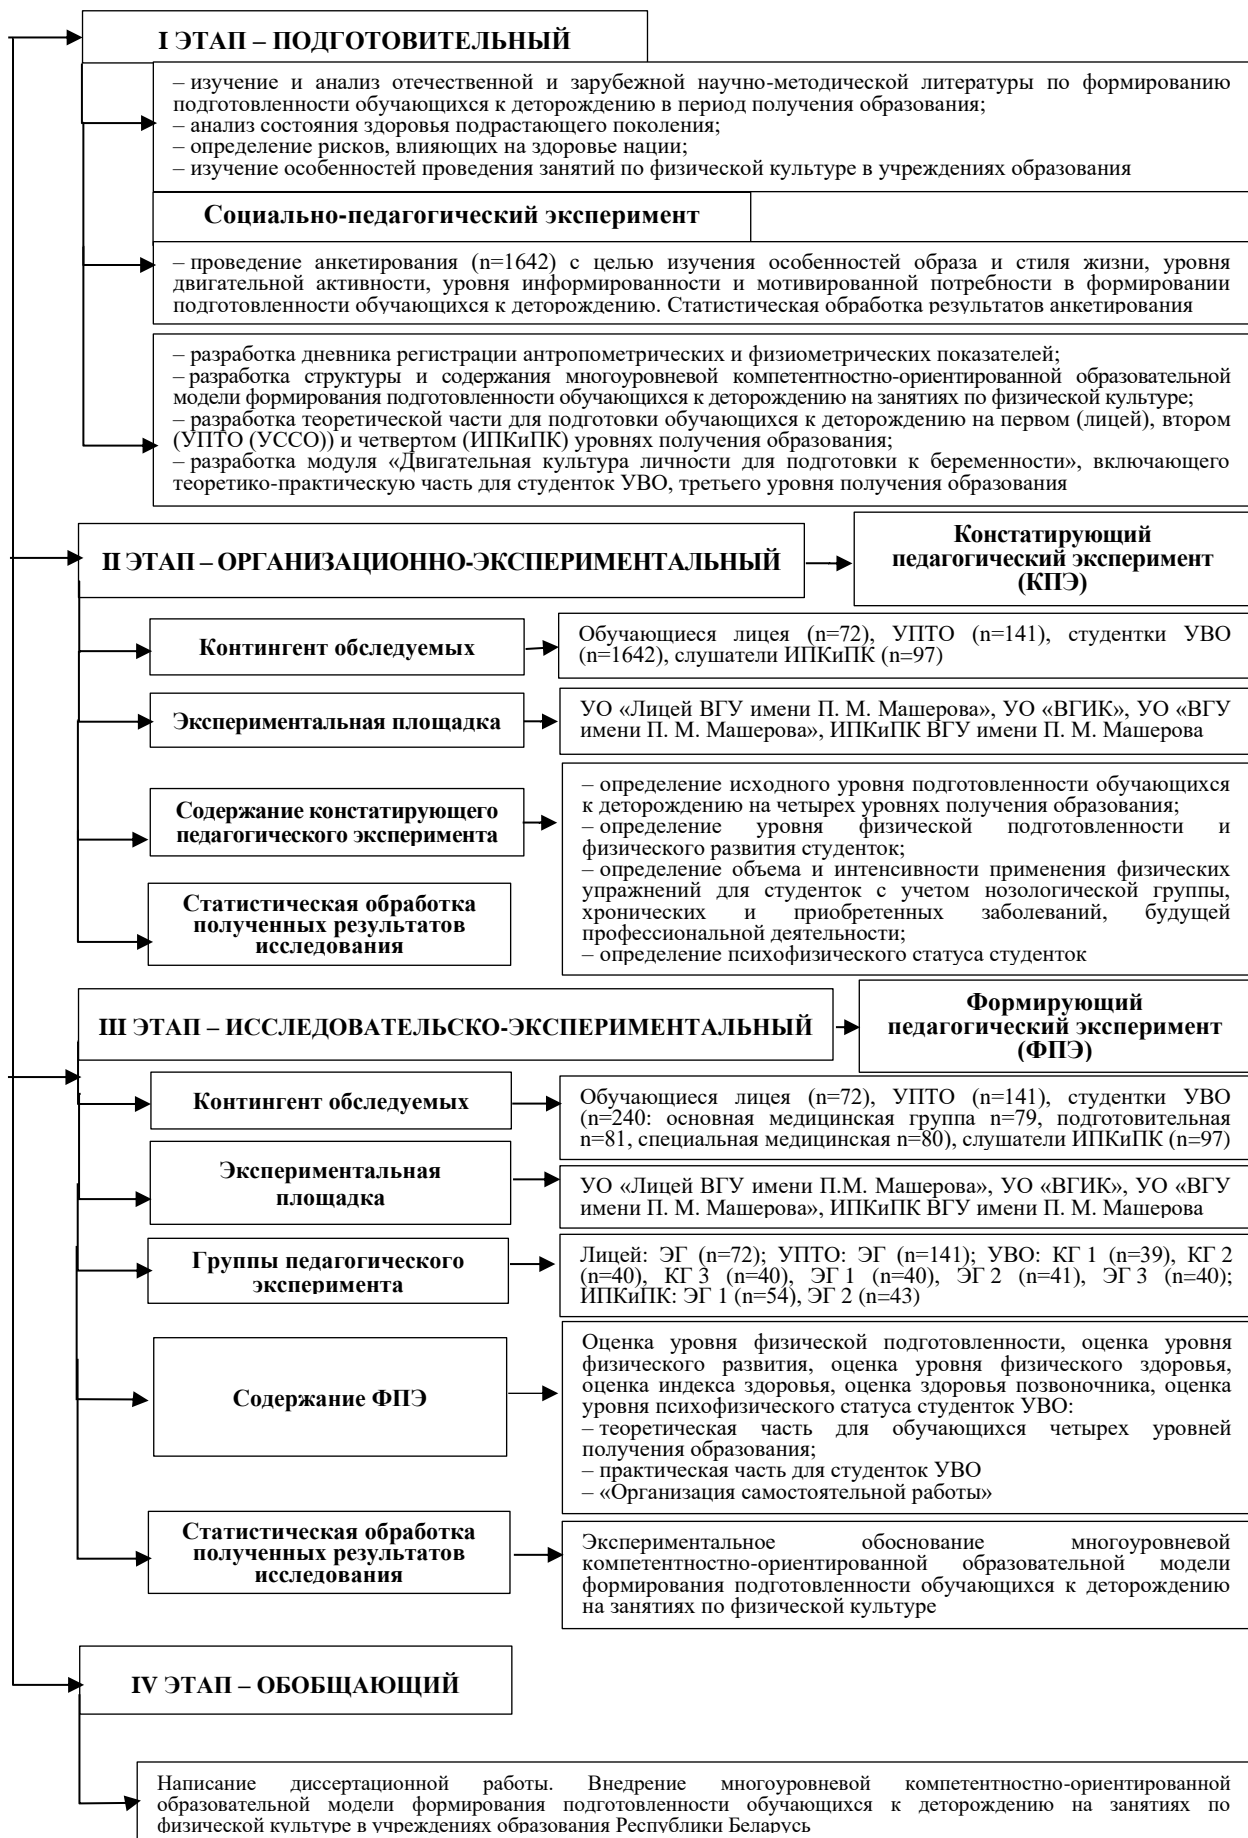 I ЭТАП – ПОДГОТОВИТЕЛЬНЫЙ
– изучение и анализ отечественной и зарубежной научно-методической литературы по формированию
подготовленности обучающихся к деторождению в период получения образования;
– анализ состояния здоровья подрастающего поколения;
– определение рисков, влияющих на здоровье нации;
– изучение особенностей проведения занятий по физической культуре в учреждениях образования
Социально-педагогический эксперимент
– проведение анкетирования (n=1642) с целью изучения особенностей образа и стиля жизни, уровня
двигательной активности, уровня информированности и мотивированной потребности в формировании
подготовленности обучающихся к деторождению. Статистическая обработка результатов анкетирования
– разработка дневника регистрации антропометрических и физиометрических показателей;
– разработка структуры и содержания многоуровневой компетентностно-ориентированной образовательной
модели формирования подготовленности обучающихся к деторождению на занятиях по физической культуре;
– разработка теоретической части для подготовки обучающихся к деторождению на первом (лицей), втором
(УПТО (УССО)) и четвертом (ИПКиПК) уровнях получения образования;
– разработка модуля «Двигательная культура личности для подготовки к беременности», включающего
теоретико-практическую часть для студенток УВО, третьего уровня получения образования
II ЭТАП – ОРГАНИЗАЦИОННО-ЭКСПЕРИМЕНТАЛЬНЫЙ
Констатирующий
педагогический эксперимент
(КПЭ)
Контингент обследуемых
Обучающиеся лицея (n=72), УПТО (n=141), студентки УВО
(n=1642), слушатели ИПКиПК (n=97)
Экспериментальная площадка
УО «Лицей ВГУ имени П. М. Машерова», УО «ВГИК», УО «ВГУ
имени П. М. Машерова», ИПКиПК ВГУ имени П. М. Машерова
Содержание констатирующего
педагогического эксперимента
– определение исходного уровня подготовленности обучающихся
к деторождению на четырех уровнях получения образования;
– определение уровня физической подготовленности и
физического развития студенток;
– определение объема и интенсивности применения физических
упражнений для студенток с учетом нозологической группы,
хронических и приобретенных заболеваний, будущей
профессиональной деятельности;
– определение психофизического статуса студенток
Статистическая обработка
полученных результатов
исследования
III ЭТАП – ИССЛЕДОВАТЕЛЬСКО-ЭКСПЕРИМЕНТАЛЬНЫЙ
Формирующий
педагогический эксперимент
(ФПЭ)
Контингент обследуемых
Обучающиеся лицея (n=72), УПТО (n=141), студентки УВО
(n=240: основная медицинская группа n=79, подготовительная
n=81, специальная медицинская n=80), слушатели ИПКиПК (n=97)
Экспериментальная
площадка
УО «Лицей ВГУ имени П.М. Машерова», УО «ВГИК», УО «ВГУ
имени П. М. Машерова», ИПКиПК ВГУ имени П. М. Машерова
Группы педагогического
эксперимента
Лицей: ЭГ (n=72); УПТО: ЭГ (n=141); УВО: КГ 1 (n=39), КГ 2
(n=40), КГ 3 (n=40), ЭГ 1 (n=40), ЭГ 2 (n=41), ЭГ 3 (n=40);
ИПКиПК: ЭГ 1 (n=54), ЭГ 2 (n=43)
Содержание ФПЭ
Оценка уровня физической подготовленности, оценка уровня
физического развития, оценка уровня физического здоровья,
оценка индекса здоровья, оценка здоровья позвоночника, оценка
уровня психофизического статуса студенток УВО:
– теоретическая часть для обучающихся четырех уровней
получения образования;
– практическая часть для студенток УВО
– «Организация самостоятельной работы»
Статистическая обработка
полученных результатов
исследования
Экспериментальное обоснование многоуровневой
компетентностно-ориентированной образовательной модели
формирования подготовленности обучающихся к деторождению
на занятиях по физической культуре
IV ЭТАП – ОБОБЩАЮЩИЙ
Написание диссертационной работы. Внедрение многоуровневой компетентностно-ориентированной
образовательной модели формирования подготовленности обучающихся к деторождению на занятиях по
физической культуре в учреждениях образования Республики Беларусь